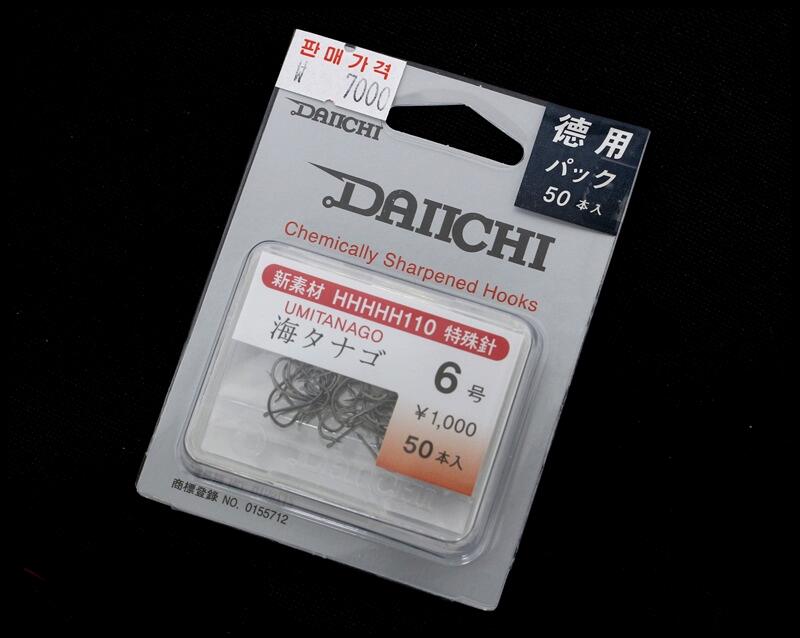 판매가격
₩ 7000
DAIICHI
徳用
パック
50本入
DAIICHI
Chemically Sharpened Hooks
新素材 HHHHH110 特殊針
UMITANAGO
海タナゴ
6号
¥1,000
50本入
DAIICHI
商標登錄 NO. 0155712